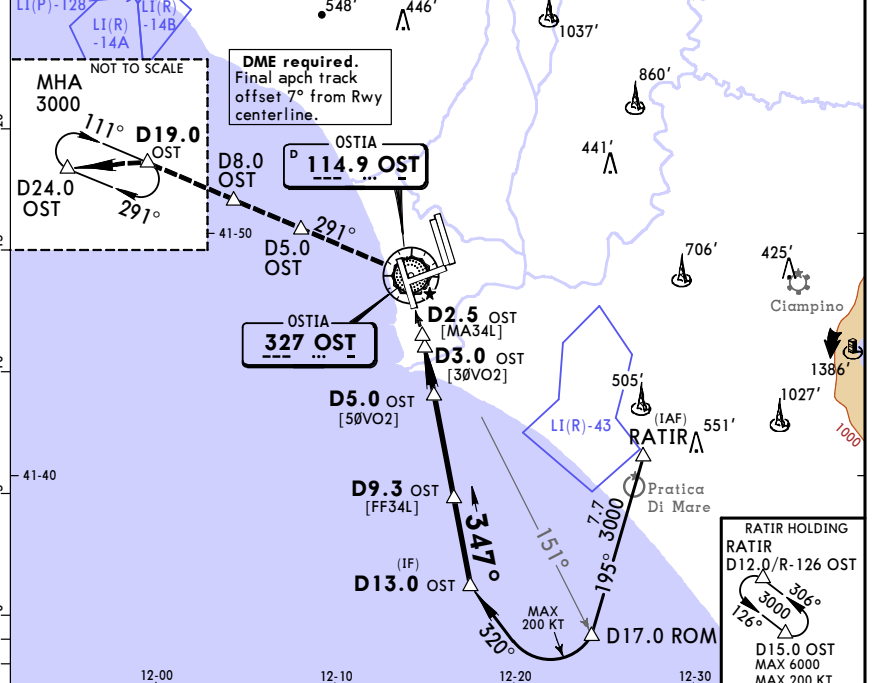 LI(P)-128
LI(R)
-14A
LI(R)
-14B
548'
446'
1037'
NOT TO SCALE
MHA
3000
111°
D19.0
OST
D24.0
OST
291°
DME required.
Final apch track
offset 7° from Rwy
centerline.
860'
441'
OSTIA
D 114.9 OST
D8.0
OST
41-50
D5.0
OST
291°
706'
425'
Ciampino
OSTIA
327 OST
D2.5 OST
[MA34L]
D3.0 OST
[3ØVO2]
D5.0 OST
[5ØVO2]
1386'
505'
1027'
LI(R)-43
(IAF)
RATIR
551'
1000
41-40
D9.3 OST
[FF34L]
347°
151°
7.7
3000
195°
Pratica
Di Mare
(IF)
D13.0 OST
320°
MAX
200 KT
D17.0 ROM
RATIR HOLDING
RATIR
D12.0/R-126 OST
306°
3000
126°
D15.0 OST
MAX 6000
MAX 200 KT
12-00
12-10
12-20
12-30